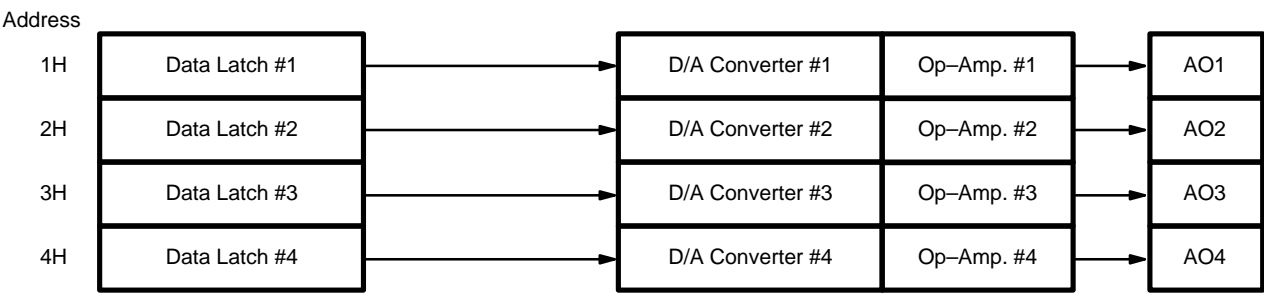 Address
1H Data Latch #1 D/A Converter #1 Op–Amp. #1 AO1
2H Data Latch #2 D/A Converter #2 Op–Amp. #2 AO2
3H Data Latch #3 D/A Converter #3 Op–Amp. #3 AO3
4H Data Latch #4 D/A Converter #4 Op–Amp. #4 AO4